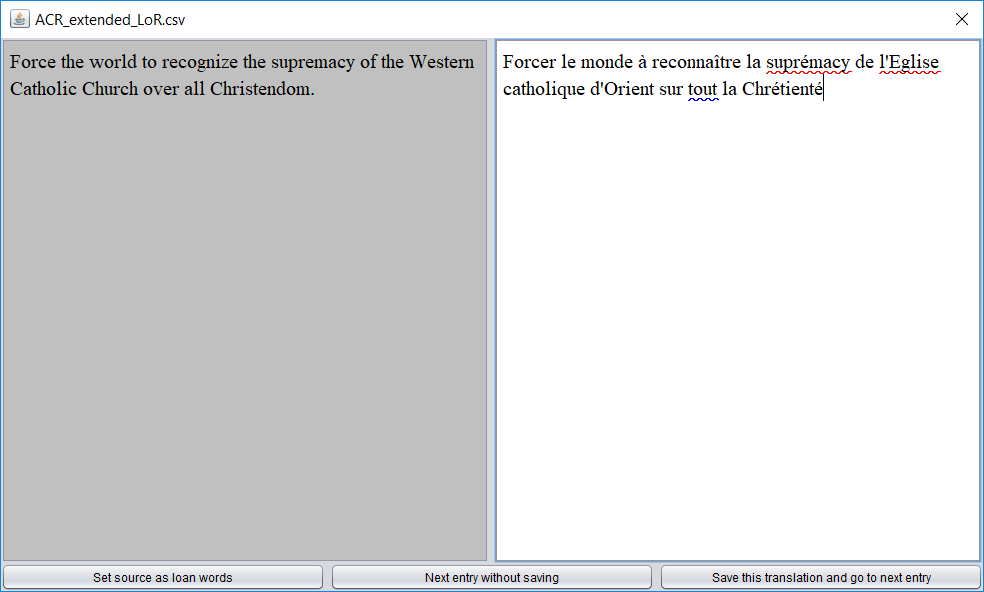 ACR_extended_LoR.csv
Force the world to recognize the supremacy of the Western
Catholic Church over all Christendom.
Forcer le monde à reconnaître la suprémacy de l'Eglise
catholique d'Orient sur tout la Chrétienté
Set source as loan words
Next entry without saving
Save this translation and go to next entry